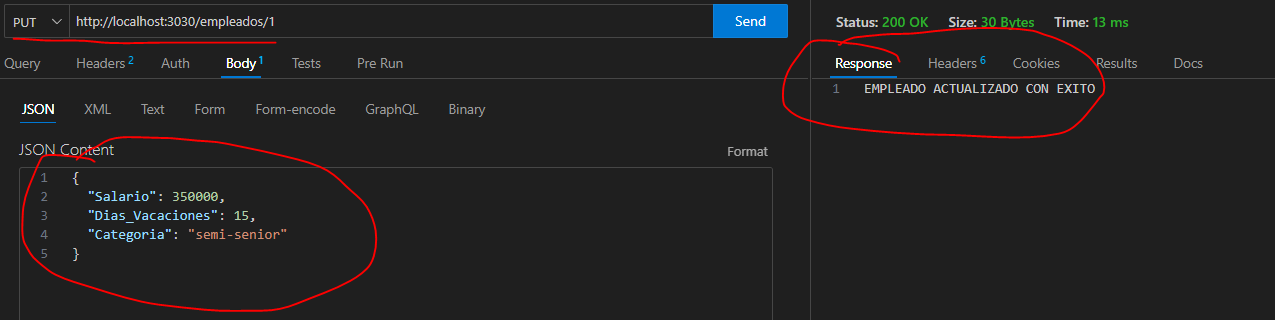 PUT http://localhost:3030/empleados/1 Send
Query Headers 2 Auth Body 1 Tests Pre Run
JSON XML Text Form Form-encode GraphQL Binary
JSON Content Format
1 {
2 "Salario": 350000,
3 "Dias_Vacaciones": 15,
4 "Categoria": "semi-senior"
5 }
Status: 200 OK Size: 30 Bytes Time: 13 ms
Response Headers 6 Cookies Results Docs
1 EMPLEADO ACTUALIZADO CON EXITO